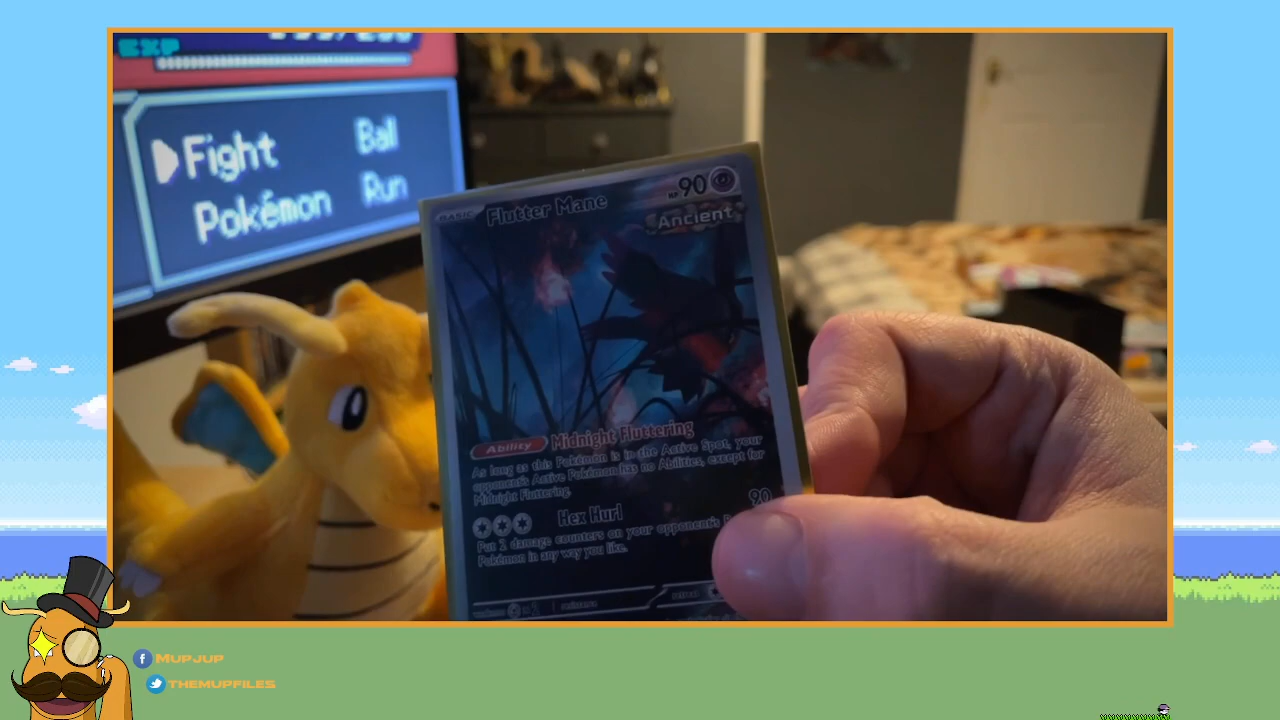 EXP
Fight Ball
Pokémon Run
BASIC Flutter Mane HP 90
Ancient
Ability Midnight Fluttering
As long as this Pokémon is in the Active Spot, your
opponent's Active Pokémon has no Abilities, except for
Midnight Fluttering.
Hex Hurl 90
Put 2 damage counters on your opponent's
Pokémon in any way you like.
MUPJUP
THEMUPFILES